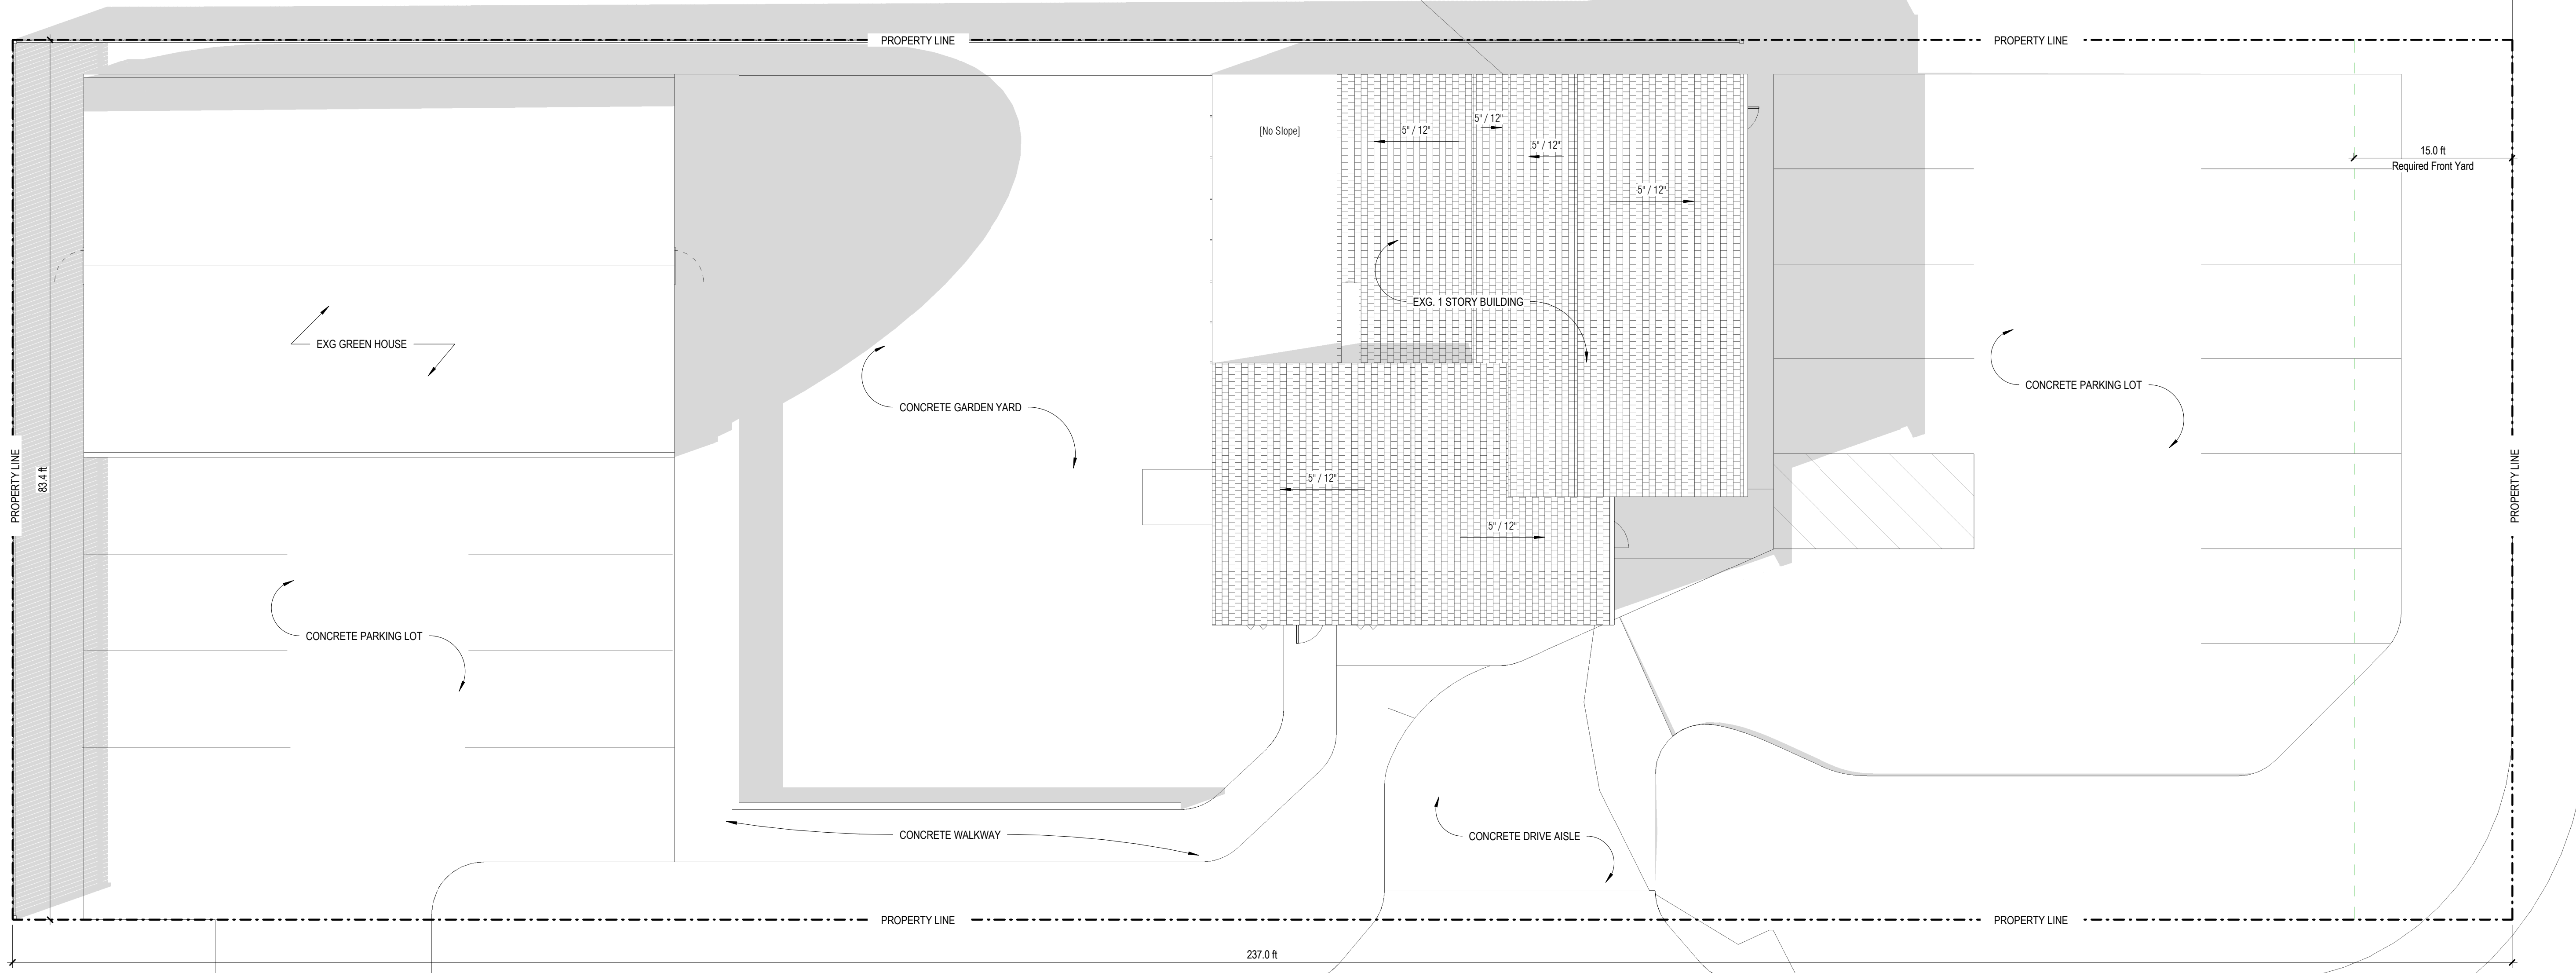 PROPERTY LINE
PROPERTY LINE
5" / 12"
[No Slope]
5" / 12"
5" / 12"
15.0 ft
Required Front Yard
5" / 12"
EXG. 1 STORY BUILDING
EXG GREEN HOUSE
CONCRETE PARKING LOT
CONCRETE GARDEN YARD
PROPERTY LINE
83.4 ft
5" / 12"
PROPERTY LINE
5" / 12"
CONCRETE PARKING LOT
CONCRETE WALKWAY
CONCRETE DRIVE AISLE
PROPERTY LINE
PROPERTY LINE
237.0 ft